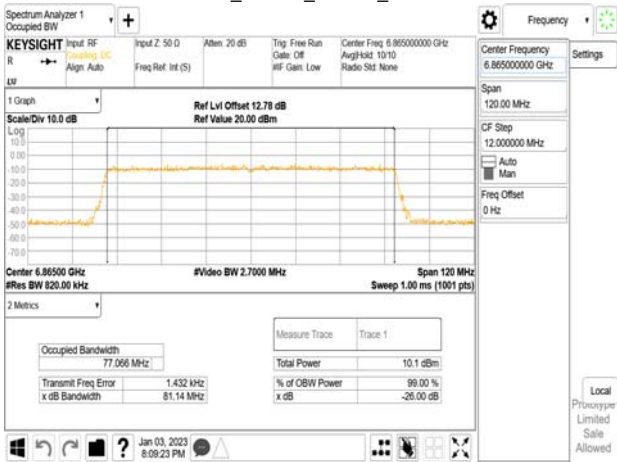 Spectrum Analyzer 1
Occupied BW
+
Frequency
KEYSIGHT
R
Input: RF
Coupling: DC
Align: Auto
Input Z: 50 Ω
Freq Ref: Int (S)
Atten: 20 dB
Trig: Free Run
Gate: Off
#IF Gain: Low
Center Freq: 6.865000000 GHz
Avg|Hold: 10/10
Radio Std: None
Center Frequency
6.865000000 GHz
Settings
Span
120.00 MHz
CF Step
12.000000 MHz
Auto
Man
Freq Offset
0 Hz
1 Graph
Scale/Div 10.0 dB
Ref Lvl Offset 12.78 dB
Ref Value 20.00 dBm
Log
10.0
0.00
-10.0
-20.0
-30.0
-40.0
-50.0
-60.0
-70.0
Center 6.86500 GHz
#Res BW 820.00 kHz
#Video BW 2.7000 MHz
Span 120 MHz
Sweep 1.00 ms (1001 pts)
2 Metrics
Measure Trace
Trace 1
Occupied Bandwidth
77.066 MHz
Total Power
10.1 dBm
Transmit Freq Error
1.432 kHz
% of OBW Power
99.00 %
x dB Bandwidth
81.14 MHz
x dB
-26.00 dB
Local
Prototype
Limited
Sale
Allowed
?
Jan 03, 2023
8:09:23 PM